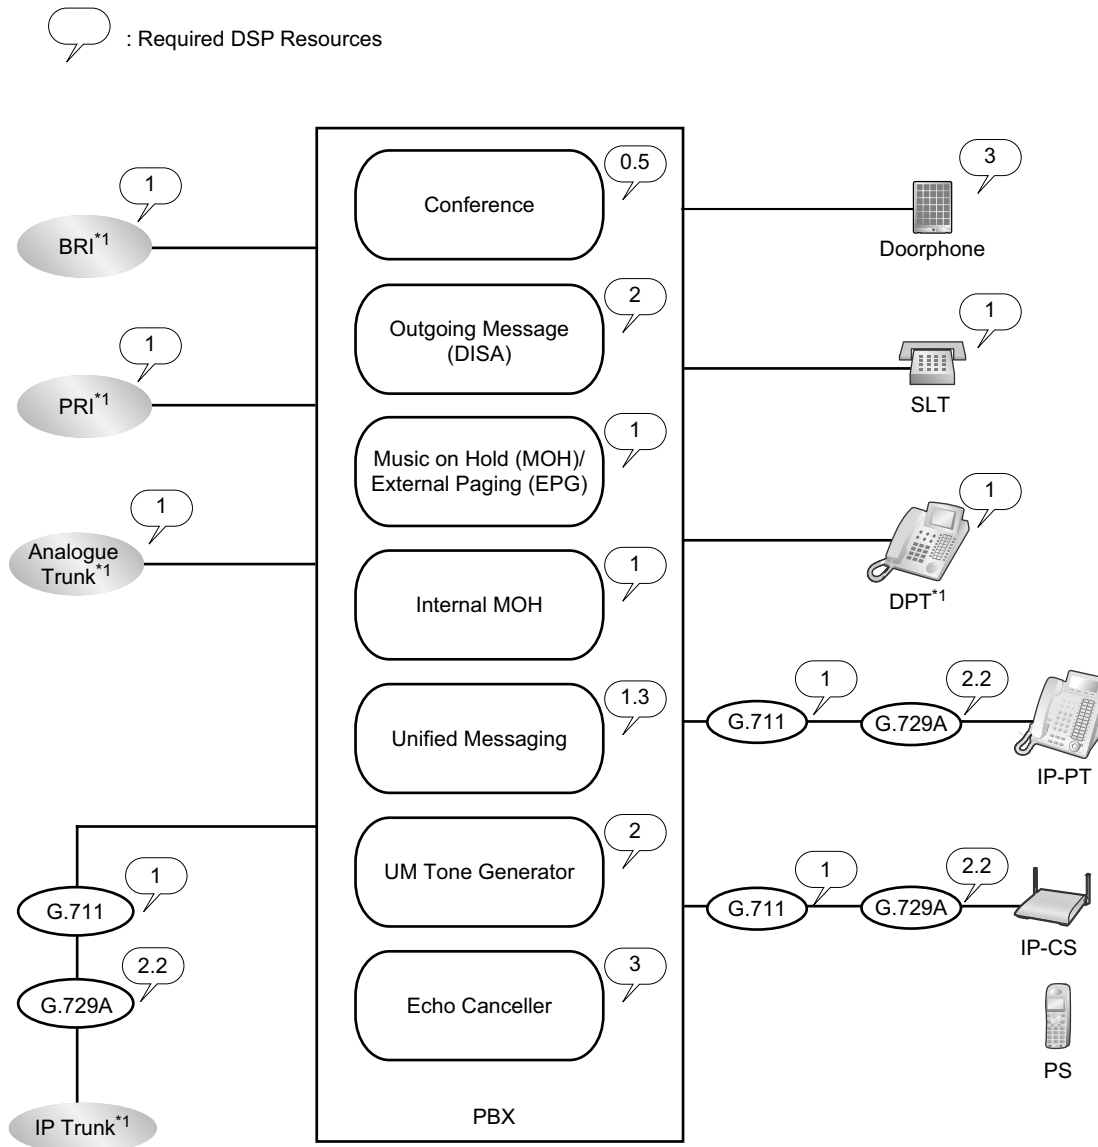 : Required DSP Resources
1
BRI*1
1
PRI*1
1
Analogue
Trunk*1
1
G.711
2.2
G.729A
IP Trunk*1
0.5
Conference
2
Outgoing Message
(DISA)
1
Music on Hold (MOH)/
External Paging (EPG)
1
Internal MOH
1.3
Unified Messaging
2
UM Tone Generator
3
Echo Canceller
PBX
3
Doorphone
1
SLT
1
DPT*1
1
2.2
G.711
G.729A
IP-PT
1
2.2
G.711
G.729A
IP-CS
PS